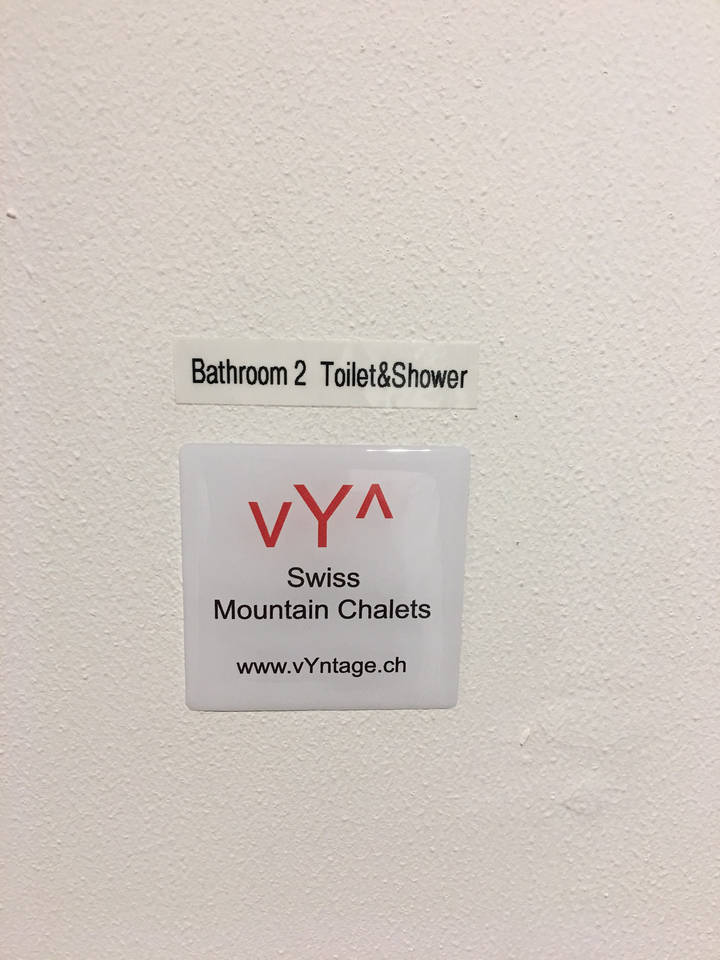 Bathroom 2 Toilet&Shower
vY^
Swiss
Mountain Chalets
www.vYntage.ch